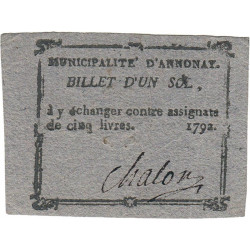 MUNICIPALITÉ D'ANNONAY.
BILLET D'UN SOL,
à y échanger contre assignats
de cinq livres. 1792.
Chalon